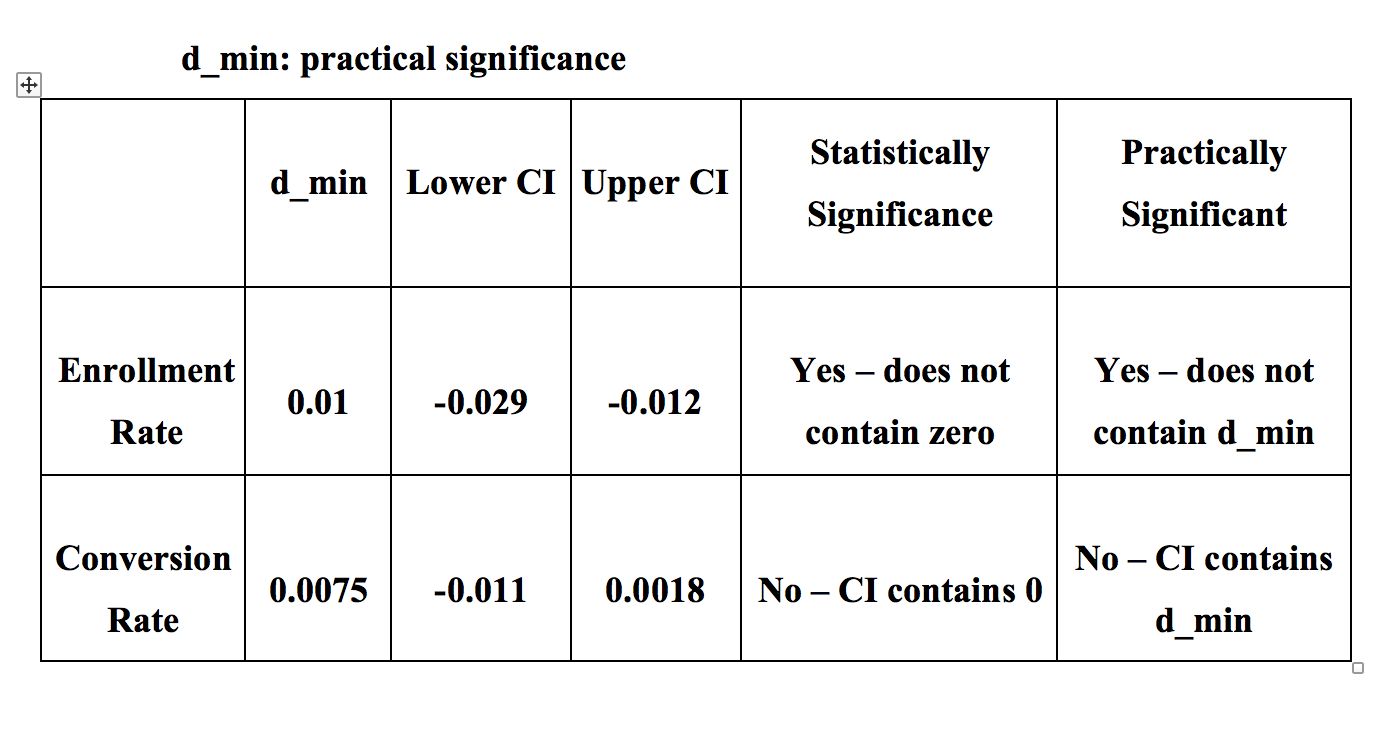 d_min: practical significance
d_min
Lower CI
Upper CI
Statistically
Significance
Practically
Significant
Enrollment
Rate
0.01
-0.029
-0.012
Yes – does not
contain zero
Yes – does not
contain d_min
Conversion
Rate
0.0075
-0.011
0.0018
No – CI contains 0
No – CI contains
d_min